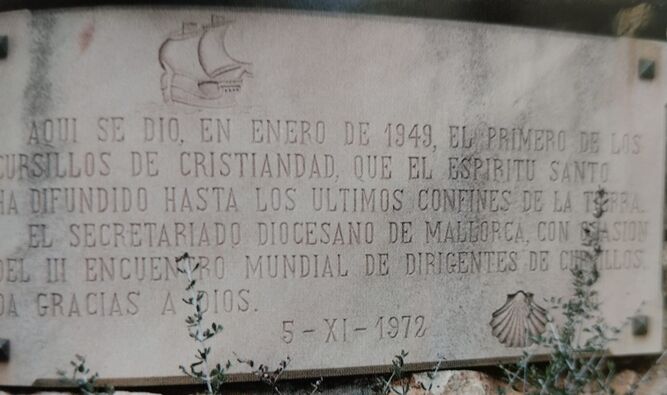 AQUI SE DIO, EN ENERO DE 1949, EL PRIMERO DE LOS
CURSILLOS DE CRISTIANDAD, QUE EL ESPIRITU SANTO
HA DIFUNDIDO HASTA LOS ULTIMOS CONFINES DE LA TIERRA.
EL SECRETARIADO DIOCESANO DE MALLORCA, CON OCASION
DEL III ENCUENTRO MUNDIAL DE DIRIGENTES DE CURSILLOS,
DA GRACIAS A DIOS.
5-XI-1972